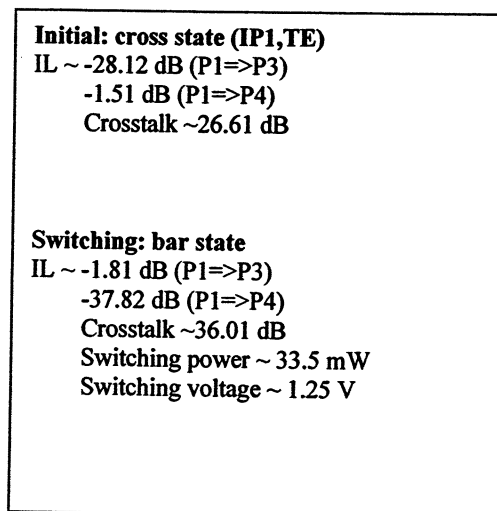 Initial: cross state (IP1,TE)
IL ~ -28.12 dB (P1=>P3)
-1.51 dB (P1=>P4)
Crosstalk ~26.61 dB
Switching: bar state
IL ~ -1.81 dB (P1=>P3)
-37.82 dB (P1=>P4)
Crosstalk ~36.01 dB
Switching power ~ 33.5 mW
Switching voltage ~ 1.25 V